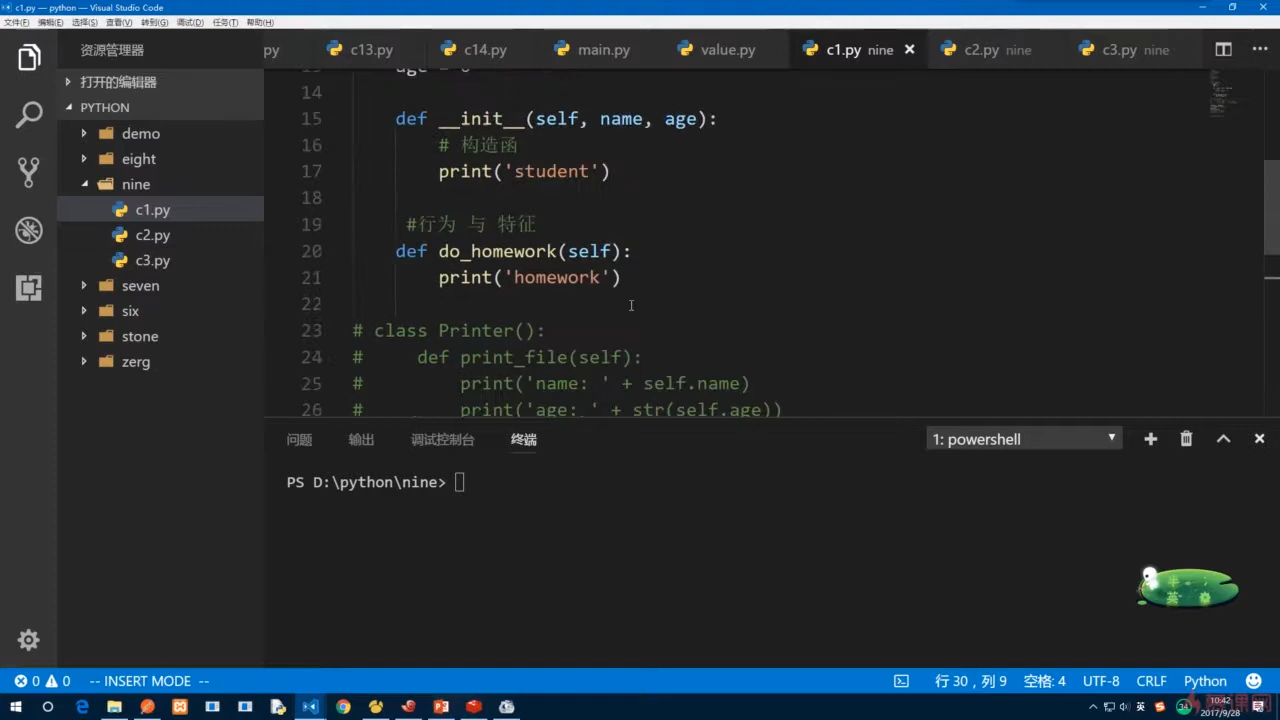 c1.py — python — Visual Studio Code
文件(F) 编辑(E) 选择(S) 查看(V) 转到(G) 调试(D) 任务(T) 帮助(H)
资源管理器
py c13.py c14.py main.py value.py c1.py nine c2.py nine c3.py nine
打开的编辑器
PYTHON
demo
eight
nine
c1.py
c2.py
c3.py
seven
six
stone
zerg
14
15 def __init__(self, name, age):
16 # 构造函
17 print('student')
18
19 #行为 与 特征
20 def do_homework(self):
21 print('homework')
22
23 # class Printer():
24 # def print_file(self):
25 # print('name: ' + self.name)
26 # print('age: ' + str(self.age))
问题 输出 调试控制台 终端
1: powershell
PS D:\python\nine>
英
0 0 -- INSERT MODE --
行 30，列 9 空格: 4 UTF-8 CRLF Python
英
10:42
2017/9/28